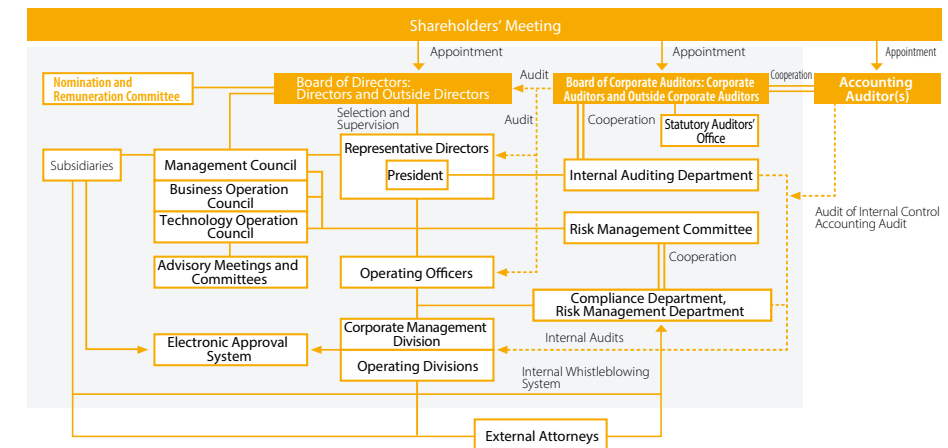 Shareholders’ Meeting
Appointment
Appointment
Appointment
Nomination and
Remuneration Committee
Board of Directors:
Directors and Outside Directors
Audit
Board of Corporate Auditors: Corporate
Auditors and Outside Corporate Auditors
Cooperation
Accounting
Auditor(s)
Selection and
Supervision
Audit
Cooperation
Statutory Auditors’
Office
Subsidiaries
Management Council
Representative Directors
President
Internal Auditing Department
Business Operation
Council
Technology Operation
Council
Risk Management Committee
Audit of Internal Control
Accounting Audit
Advisory Meetings and
Committees
Operating Officers
Cooperation
Compliance Department,
Risk Management Department
Electronic Approval
System
Corporate Management
Division
Internal Audits
Operating Divisions
Internal Whistleblowing
System
External Attorneys